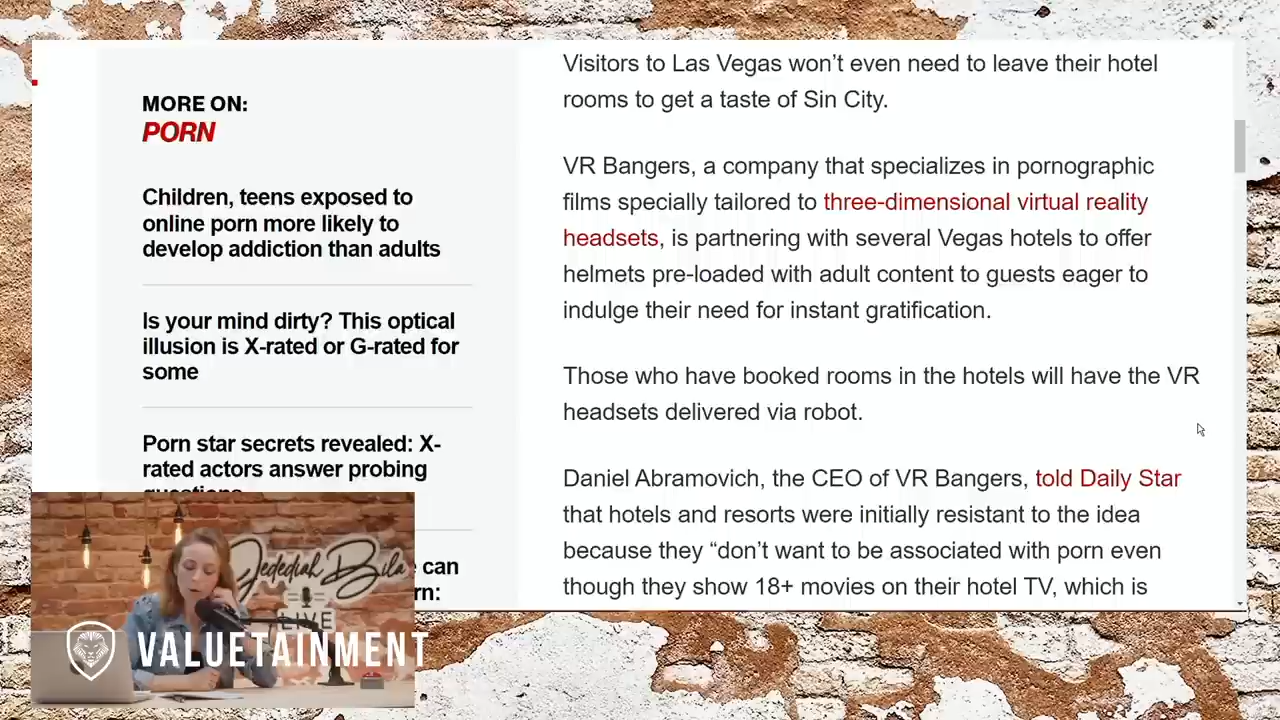 MORE ON:
PORN
Children, teens exposed to
online porn more likely to
develop addiction than adults
Is your mind dirty? This optical
illusion is X-rated or G-rated for
some
Porn star secrets revealed: X-
rated actors answer probing
questions
can
Visitors to Las Vegas won’t even need to leave their hotel
rooms to get a taste of Sin City.
VR Bangers, a company that specializes in pornographic
films specially tailored to three-dimensional virtual reality
headsets, is partnering with several Vegas hotels to offer
helmets pre-loaded with adult content to guests eager to
indulge their need for instant gratification.
Those who have booked rooms in the hotels will have the VR
headsets delivered via robot.
Daniel Abramovich, the CEO of VR Bangers, told Daily Star
that hotels and resorts were initially resistant to the idea
because they “don’t want to be associated with porn even
though they show 18+ movies on their hotel TV, which is
Jedediah Bila
LIVE
VALUETAINMENT